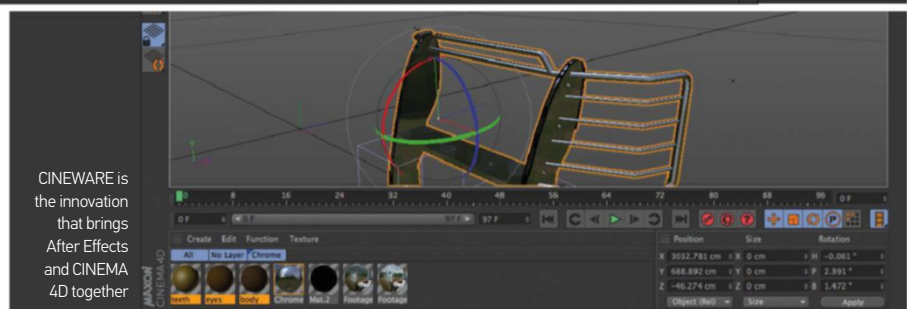 CINEWARE is
the innovation
that brings
After Effects
and CINEMA
4D together
0 8 16 24 32 40 48 56 64 72 80 88 96 0 F
0 F 0 F 97 F 97 F
Create Edit Function Texture
All No Layer Chrome
teeth eyes body Chrome Mat.2 Footage Footage
MAXON
CINEMA 4D
Position Size Rotation
X 3032.781 cm X 0 cm H -0.061 °
Y 688.892 cm Y 0 cm P 2.391 °
Z -46.274 cm Z 0 cm B 1.472 °
Object (Rel) Size Apply